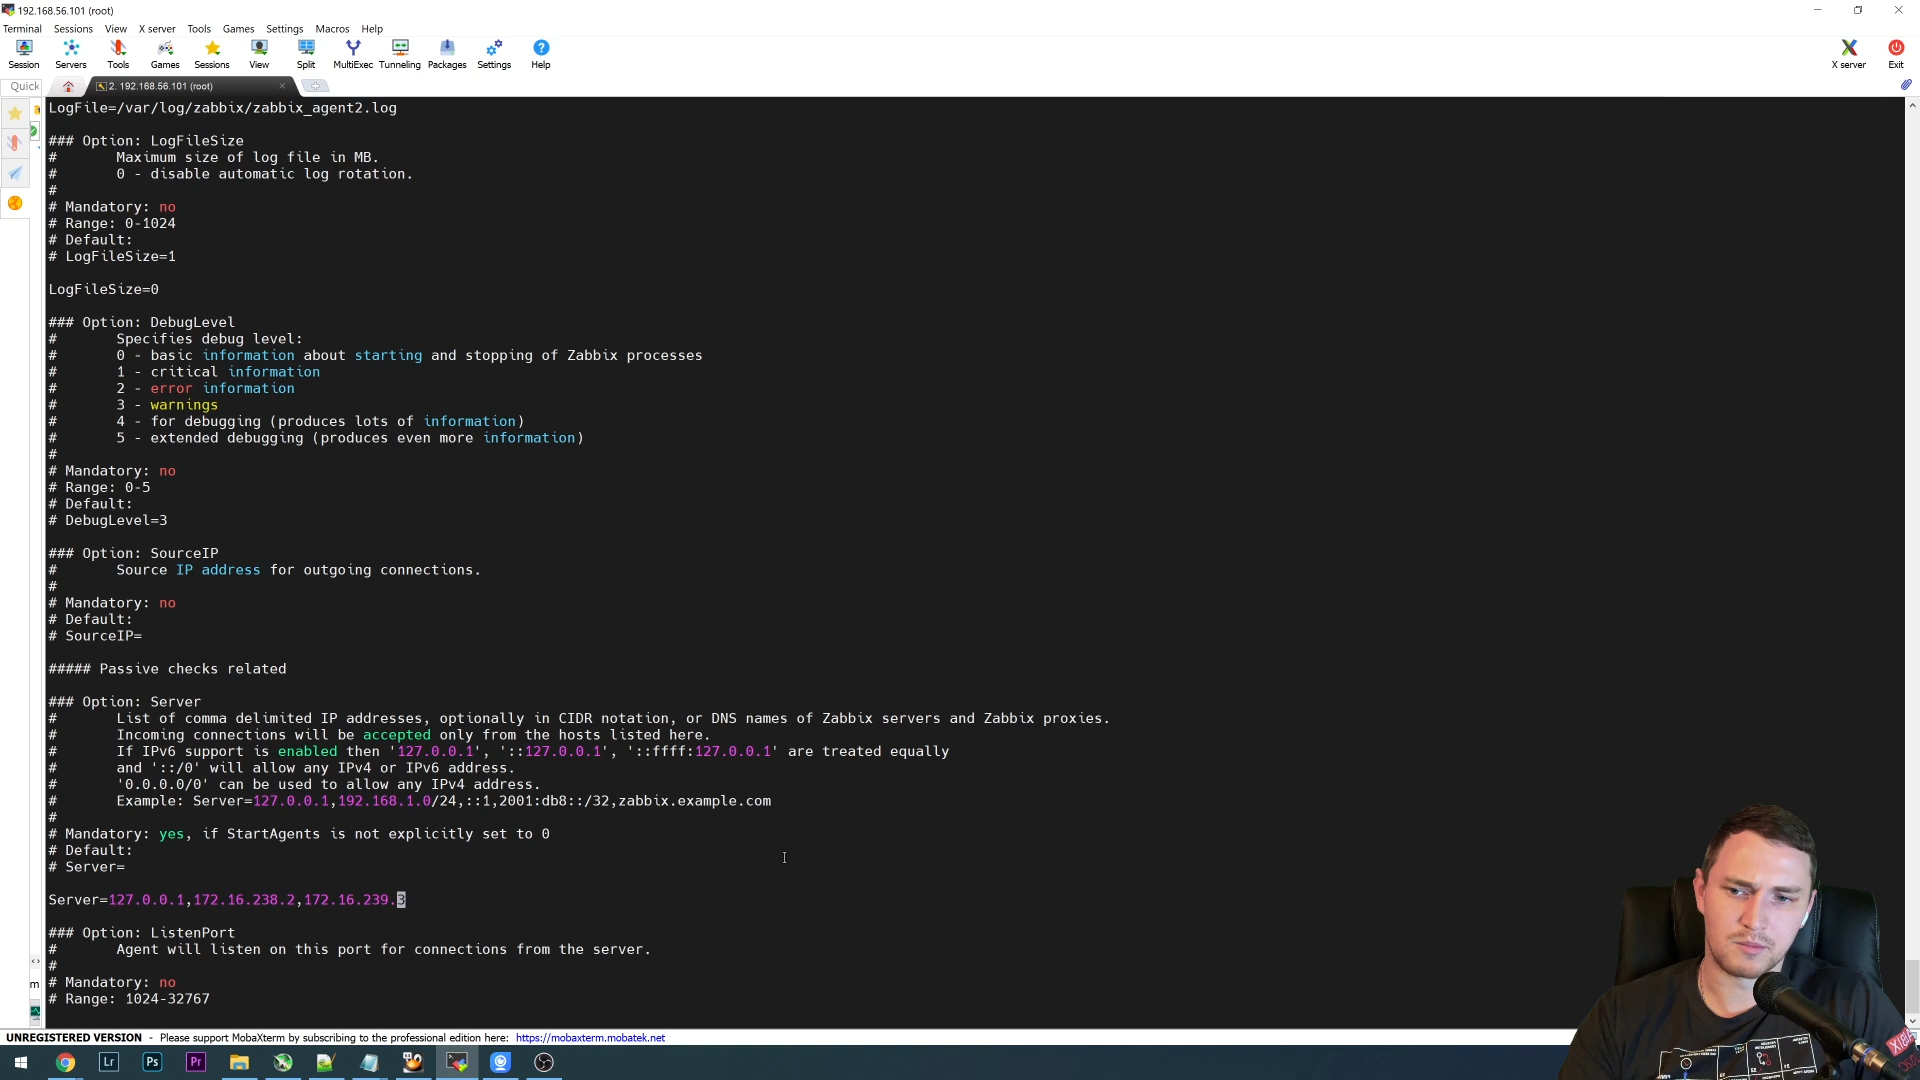 192.168.56.101 (root)
Terminal Sessions View X server Tools Games Settings Macros Help
Session Servers Tools Games Sessions View Split MultiExec Tunneling Packages Settings Help X server Exit
Quick 2. 192.168.56.101 (root)
LogFile=/var/log/zabbix/zabbix_agent2.log
### Option: LogFileSize
# Maximum size of log file in MB.
# 0 - disable automatic log rotation.
#
# Mandatory: no
# Range: 0-1024
# Default:
# LogFileSize=1
LogFileSize=0
### Option: DebugLevel
# Specifies debug level:
# 0 - basic information about starting and stopping of Zabbix processes
# 1 - critical information
# 2 - error information
# 3 - warnings
# 4 - for debugging (produces lots of information)
# 5 - extended debugging (produces even more information)
#
# Mandatory: no
# Range: 0-5
# Default:
# DebugLevel=3
### Option: SourceIP
# Source IP address for outgoing connections.
#
# Mandatory: no
# Default:
# SourceIP=
##### Passive checks related
### Option: Server
# List of comma delimited IP addresses, optionally in CIDR notation, or DNS names of Zabbix servers and Zabbix proxies.
# Incoming connections will be accepted only from the hosts listed here.
# If IPv6 support is enabled then '127.0.0.1', '::127.0.0.1', '::ffff:127.0.0.1' are treated equally
# and '::/0' will allow any IPv4 or IPv6 address.
# '0.0.0.0/0' can be used to allow any IPv4 address.
# Example: Server=127.0.0.1,192.168.1.0/24,::1,2001:db8::/32,zabbix.example.com
#
# Mandatory: yes, if StartAgents is not explicitly set to 0
# Default:
# Server=
Server=127.0.0.1,172.16.238.2,172.16.239.3
### Option: ListenPort
# Agent will listen on this port for connections from the server.
#
# Mandatory: no
# Range: 1024-32767
UNREGISTERED VERSION - Please support MobaXterm by subscribing to the professional edition here: https://mobaxterm.mobatek.net
Lr Ps Pr